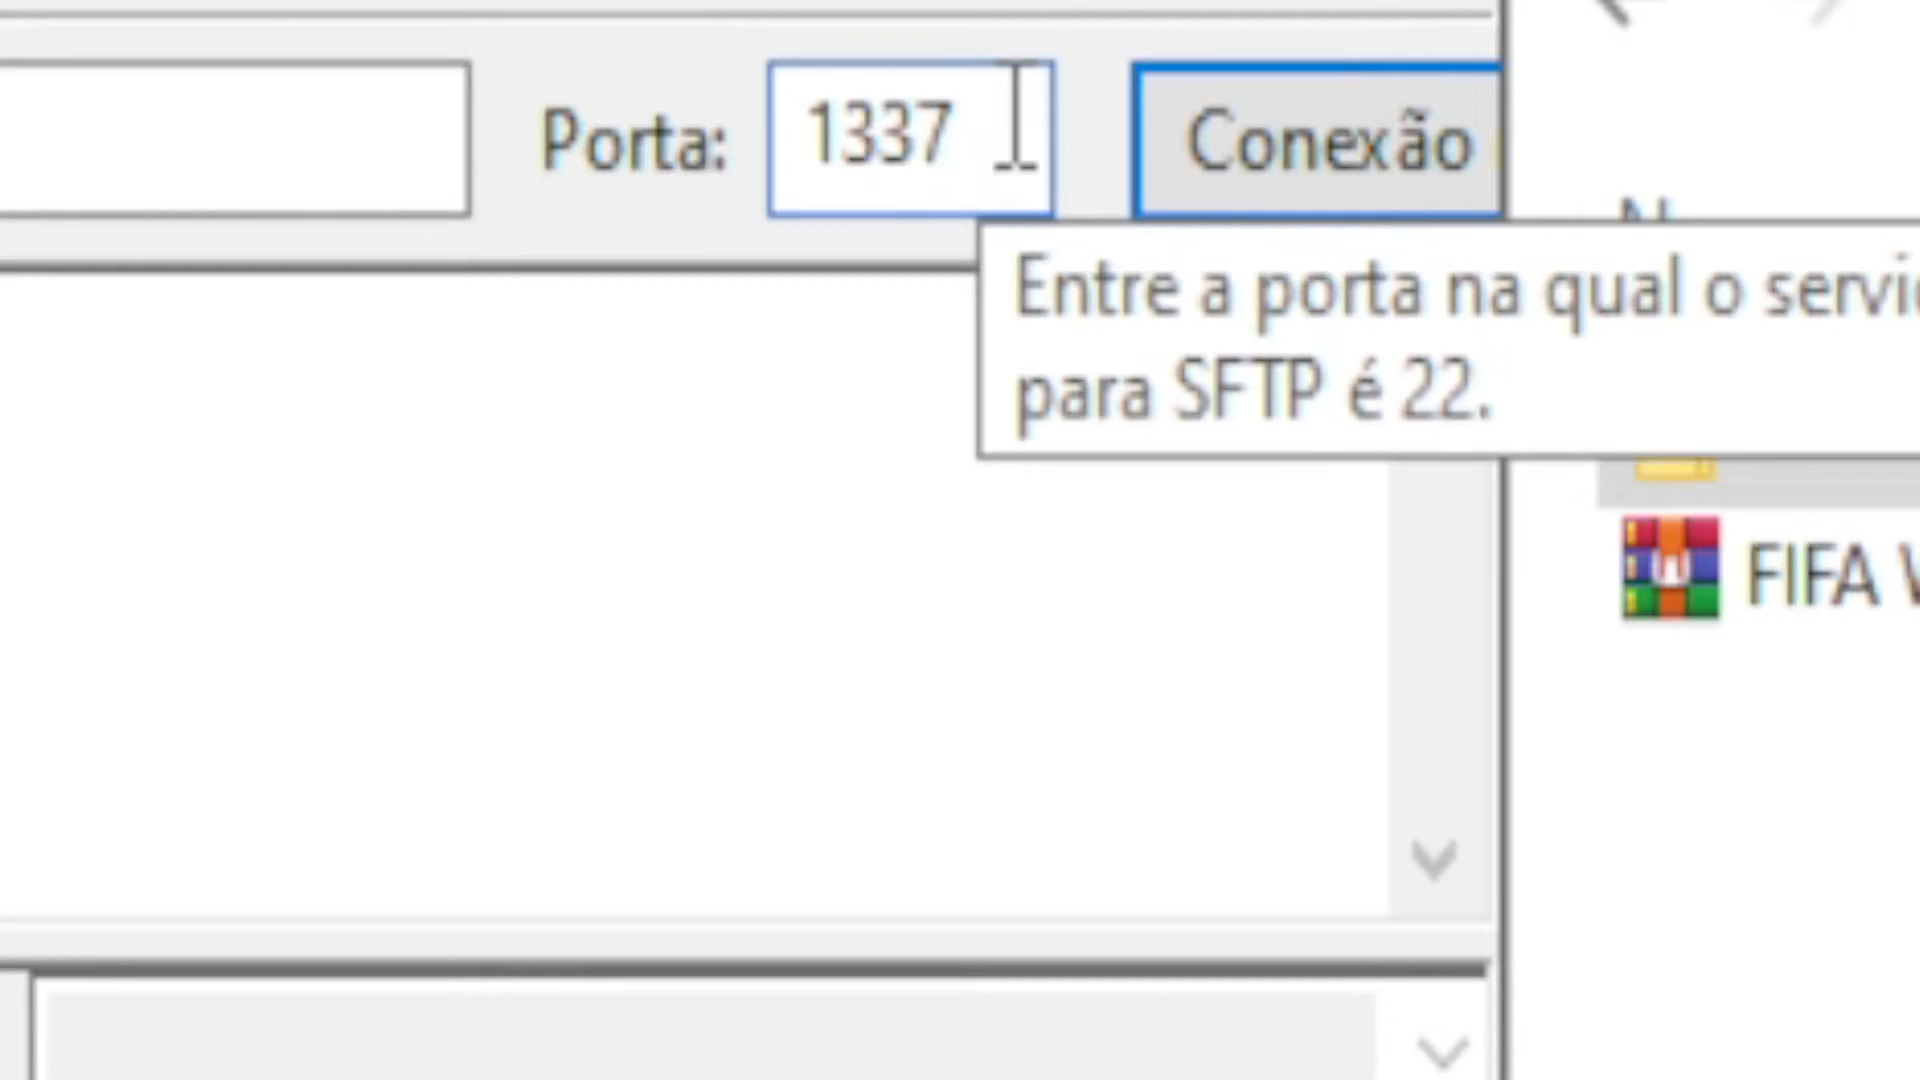 Porta: 1337 Conexão
Entre a porta na qual o servi
para SFTP é 22.
FIFA